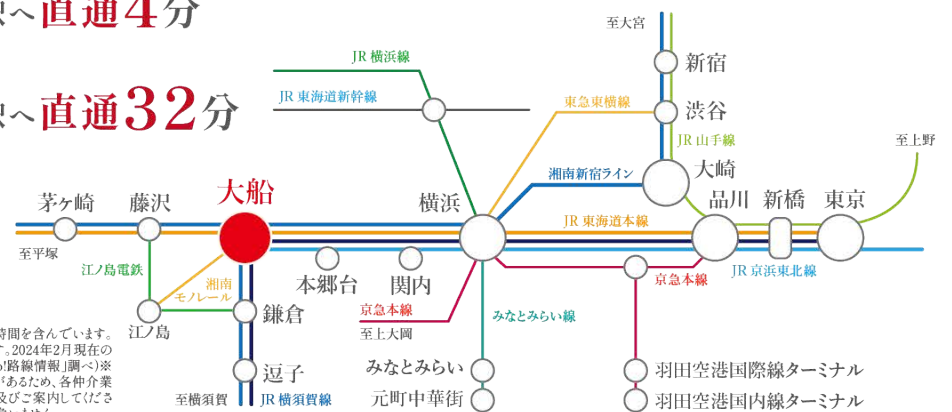 へ直通4分
へ直通32分
至大宮
新宿
JR横浜線
JR東海道新幹線
東急東横線
渋谷
JR山手線
至上野
湘南新宿ライン
大崎
茅ヶ崎
藤沢
大船
横浜
品川
新橋
東京
JR東海道本線
至平塚
江ノ島電鉄
湘南
モノレール
本郷台
関内
京急本線
JR京浜東北線
京急本線
至上大岡
みなとみらい線
江ノ島
鎌倉
逗子
みなとみらい
元町中華街
羽田空港国際線ターミナル
羽田空港国内線ターミナル
至横須賀
JR横須賀線
時間を含んでいます。
す。2024年2月現在の
o!路線情報」調べ)※
があるため、各仲介業
及びご案内してくださ